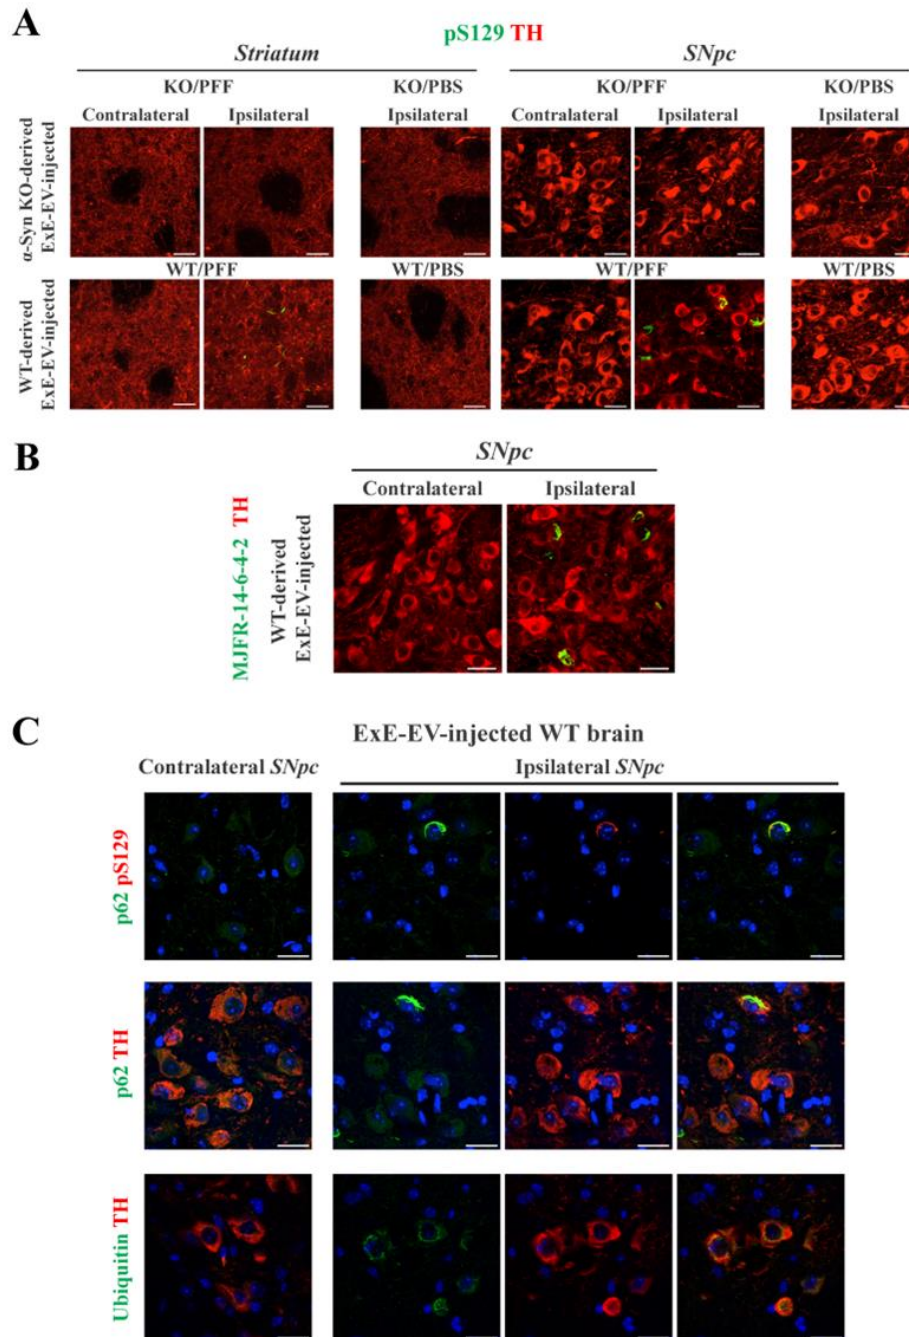 A
pS129 TH
Striatum SNpc
KO/PFF KO/PBS KO/PFF KO/PBS
Contralateral Ipsilateral Ipsilateral Contralateral Ipsilateral Ipsilateral
α-Syn KO-derived
ExE-EV-injected
WT/PFF WT/PBS WT/PFF WT/PBS
WT-derived
ExE-EV-injected
B
SNpc
Contralateral Ipsilateral
MJFR-14-6-4-2 TH
WT-derived
ExE-EV-injected
C
ExE-EV-injected WT brain
Contralateral SNpc Ipsilateral SNpc
p62 pS129
p62 TH
Ubiquitin TH